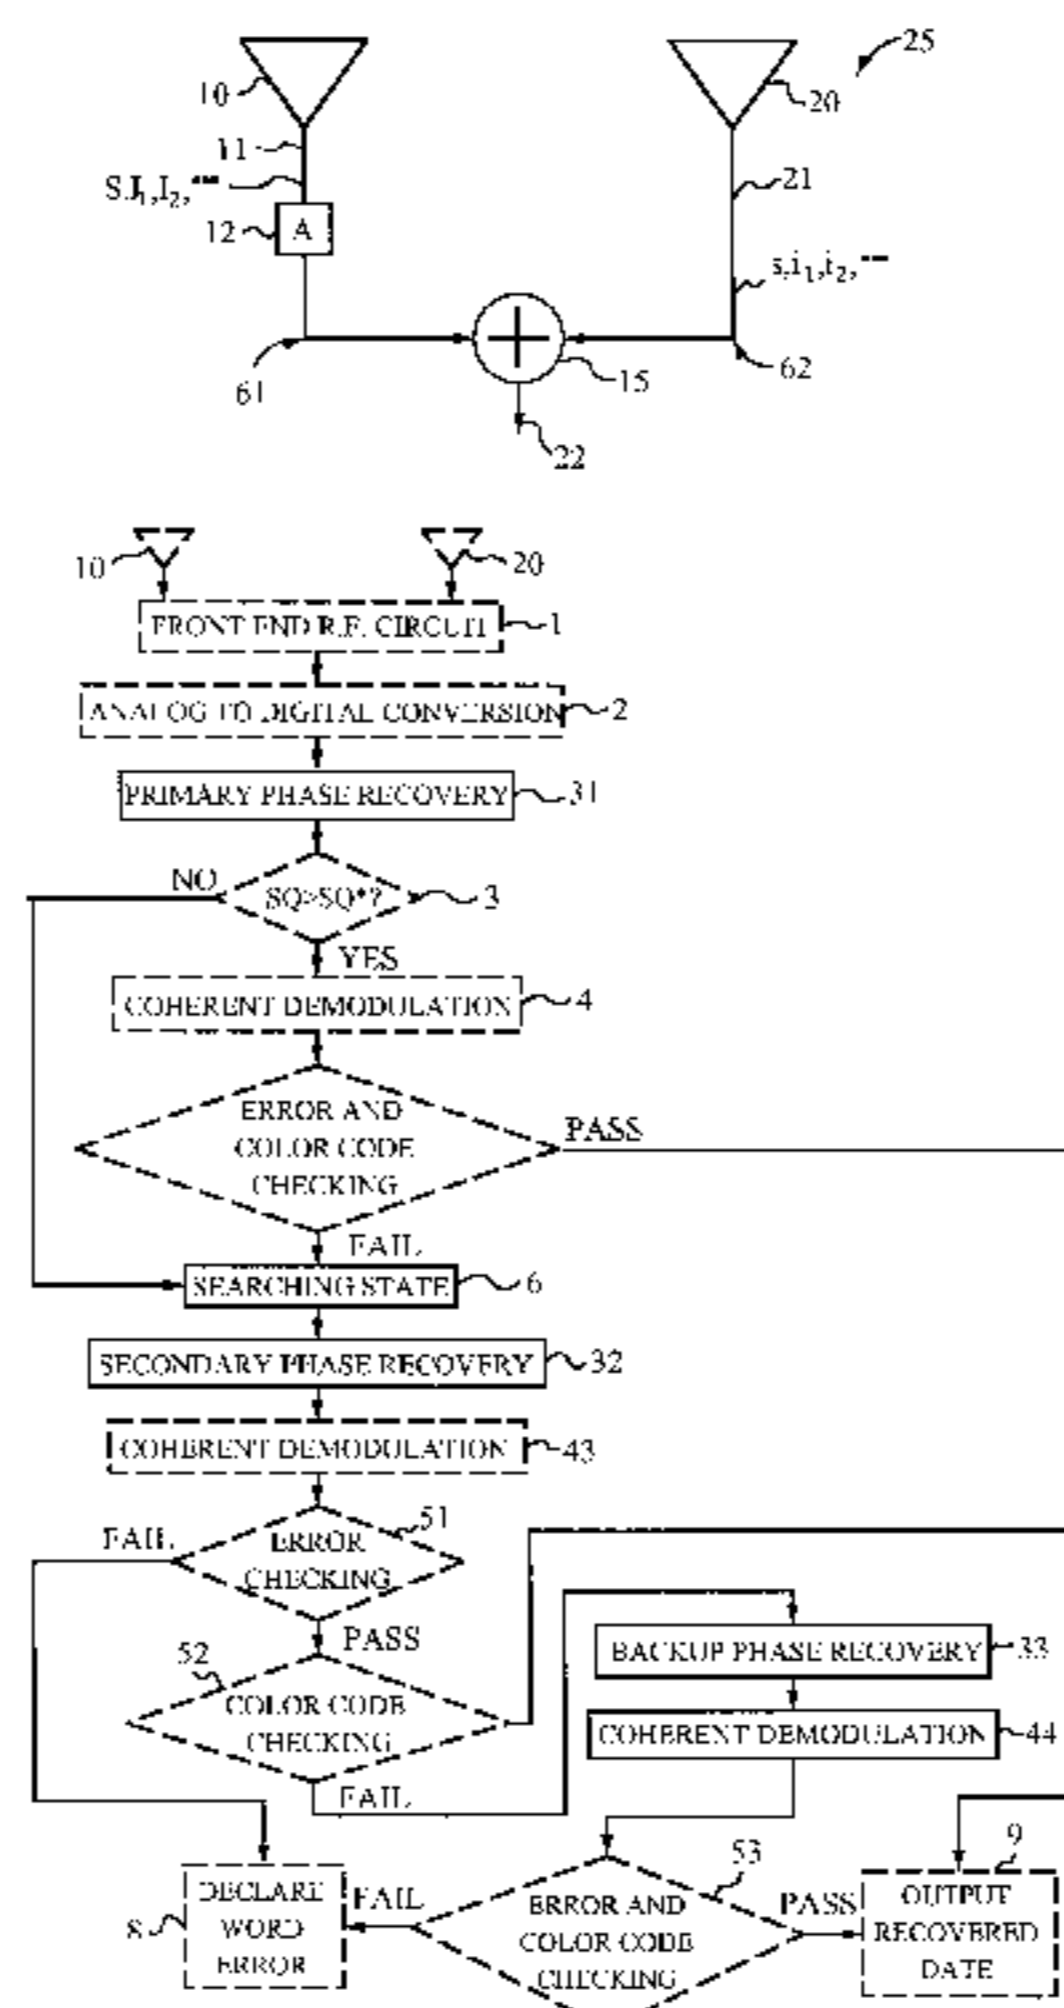 25
10
20
11
S,I1,I2,
12
A
21
s,i1,i2,
61
15
62
22
10
20
FRONT END R.F. CIRCUIT
1
ANALOG TO DIGITAL CONVERSION
2
PRIMARY PHASE RECOVERY
31
NO
SQ>SQ*?
3
YES
COHERENT DEMODULATION
4
ERROR AND
COLOR CODE
CHECKING
PASS
FAIL
SEARCHING STATE
6
SECONDARY PHASE RECOVERY
32
COHERENT DEMODULATION
43
FAIL
ERROR
CHECKING
51
PASS
52
COLOR CODE
CHECKING
FAIL
BACKUP PHASE RECOVERY
33
COHERENT DEMODULATION
44
9
53
8
DECLARE
WORD
ERROR
FAIL
ERROR AND
COLOR CODE
CHECKING
PASS
OUTPUT
RECOVERED
DATE